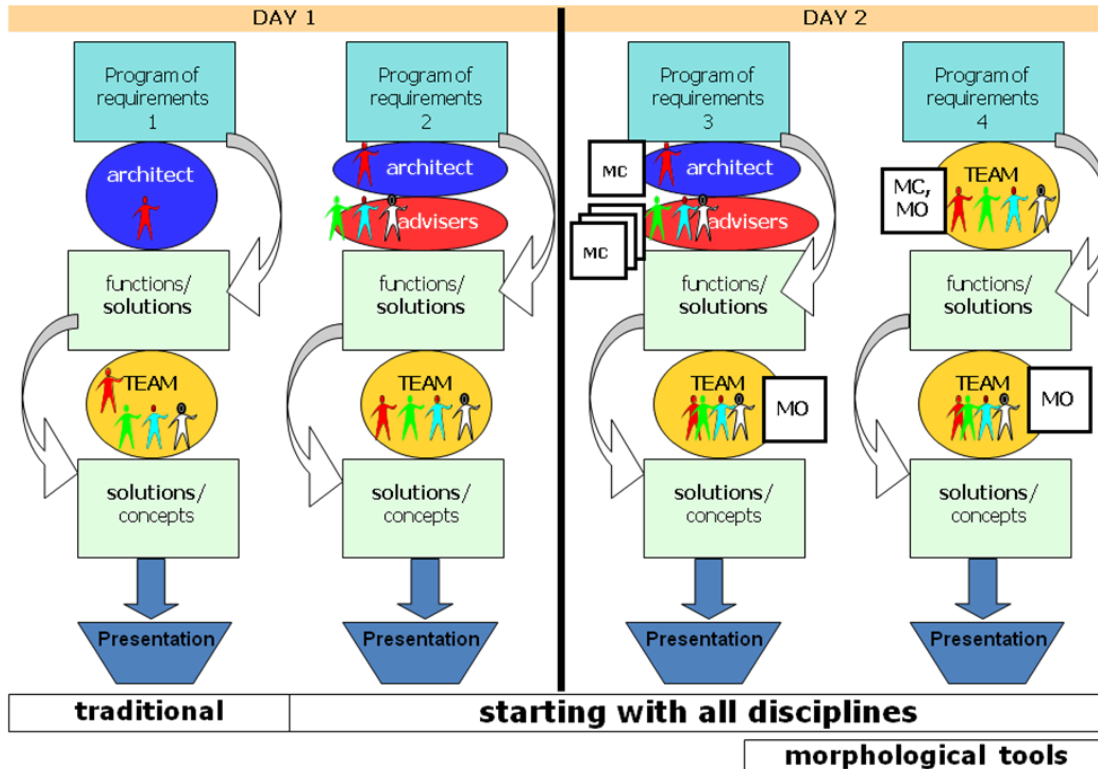 DAY 1
DAY 2
Program of
requirements
1
Program of
requirements
2
Program of
requirements
3
Program of
requirements
4
architect
architect
advisers
MC
architect
MC
advisers
MC,
MO
TEAM
functions/
solutions
functions/
solutions
functions/
solutions
functions/
solutions
TEAM
TEAM
TEAM
MO
TEAM
MO
solutions/
concepts
solutions/
concepts
solutions/
concepts
solutions/
concepts
Presentation
Presentation
Presentation
Presentation
traditional
starting with all disciplines
morphological tools